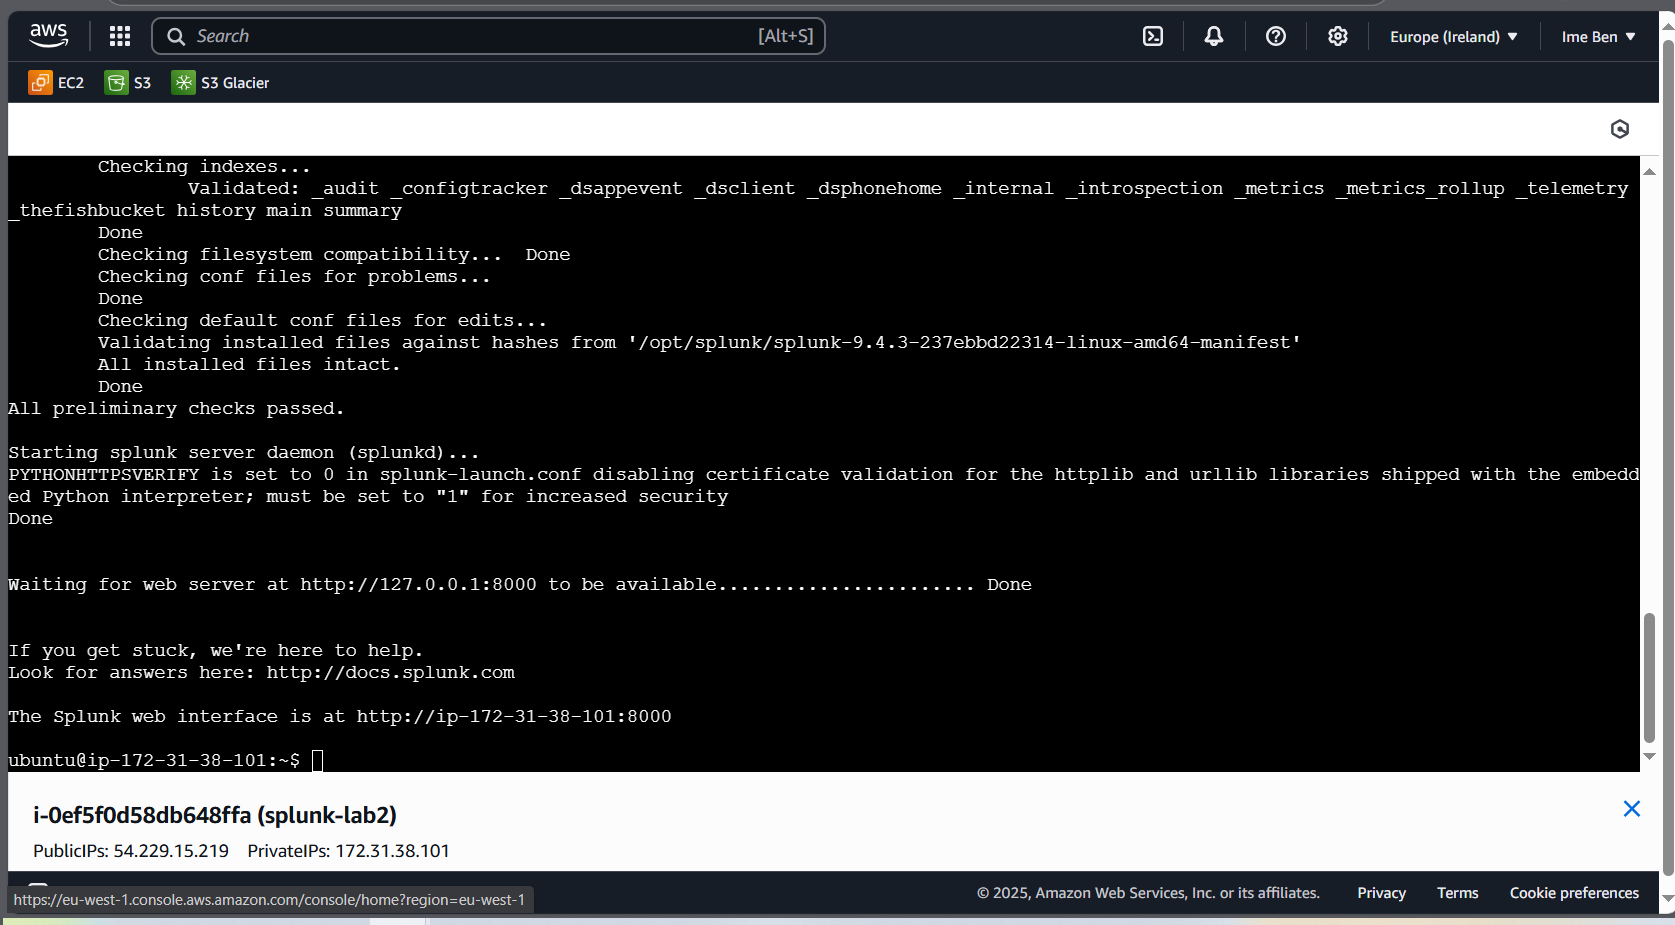 aws
Search [Alt+S]
Europe (Ireland) ▼
Ime Ben ▼
EC2 S3 S3 Glacier
Checking indexes...
Validated: _audit _configtracker _dsappevent _dsclient _dsphonehome _internal _introspection _metrics _metrics_rollup _telemetry
_thefishbucket history main summary
Done
Checking filesystem compatibility... Done
Checking conf files for problems...
Done
Checking default conf files for edits...
Validating installed files against hashes from '/opt/splunk/splunk-9.4.3-237ebbd22314-linux-amd64-manifest'
All installed files intact.
Done
All preliminary checks passed.
Starting splunk server daemon (splunkd)...
PYTHONHTTPSVERIFY is set to 0 in splunk-launch.conf disabling certificate validation for the httplib and urllib libraries shipped with the embedd
ed Python interpreter; must be set to "1" for increased security
Done
Waiting for web server at http://127.0.0.1:8000 to be available....................... Done
If you get stuck, we're here to help.
Look for answers here: http://docs.splunk.com
The Splunk web interface is at http://ip-172-31-38-101:8000
ubuntu@ip-172-31-38-101:~$
i-0ef5f0d58db648ffa (splunk-lab2)
PublicIPs: 54.229.15.219 PrivateIPs: 172.31.38.101
https://eu-west-1.console.aws.amazon.com/console/home?region=eu-west-1
© 2025, Amazon Web Services, Inc. or its affiliates. Privacy Terms Cookie preferences